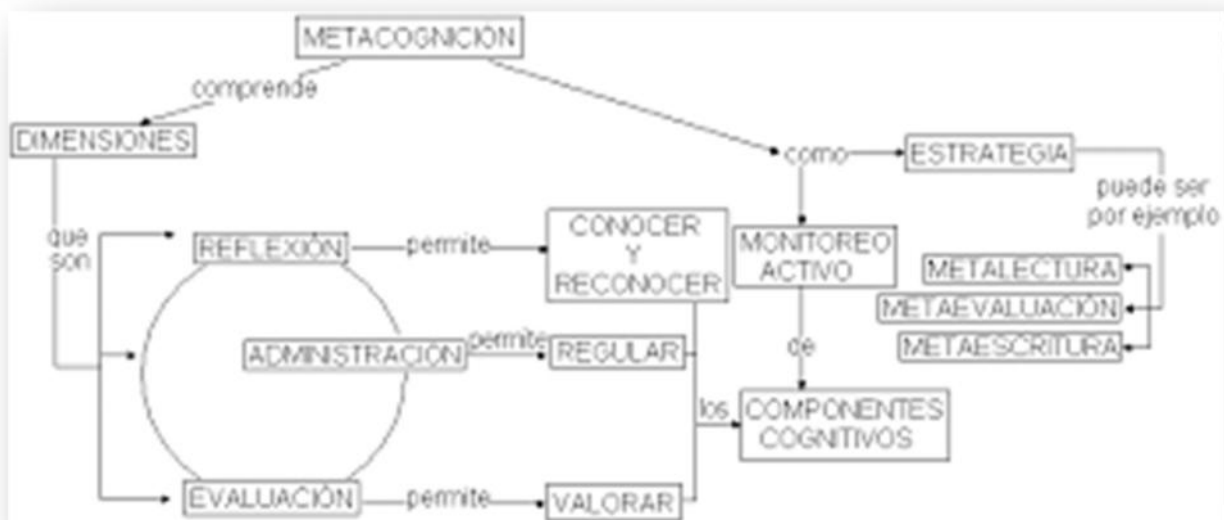 METACOGNICIÓN
comprende
DIMENSIONES
como
ESTRATEGIA
puede ser
por ejemplo
que
son
REFLEXIÓN
permite
CONOCER
Y
RECONOCER
MONITOREO
ACTIVO
METALECTURA
METAEVALUACIÓN
METAESCRITURA
ADMINISTRACIÓN
permite
REGULAR
de
los
COMPONENTES
COGNITIVOS
EVALUACIÓN
permite
VALORAR